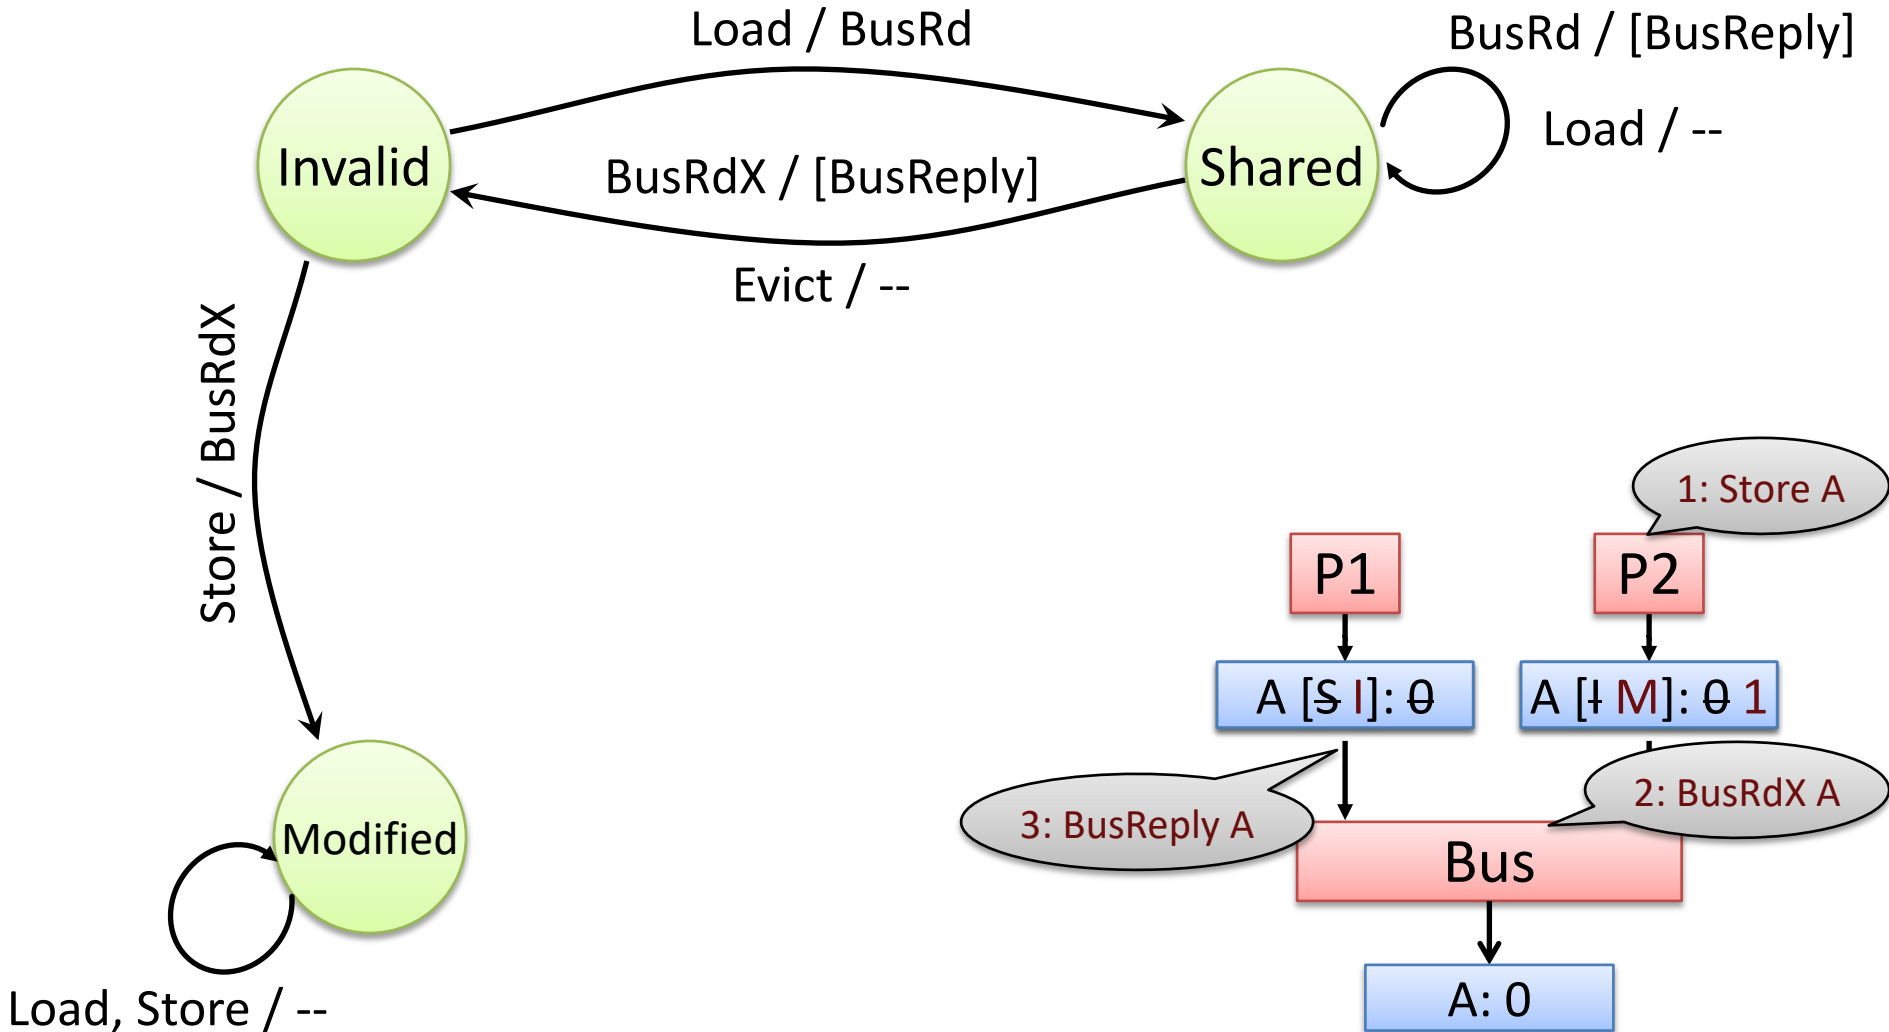 Load / BusRd
BusRd / [BusReply]
Load / --
Invalid
BusRdX / [BusReply]
Shared
Evict / --
Store / BusRdX
1: Store A
P1
P2
A [S I]: 0
A [I M]: 0 1
Modified
3: BusReply A
2: BusRdX A
Bus
Load, Store / --
A: 0